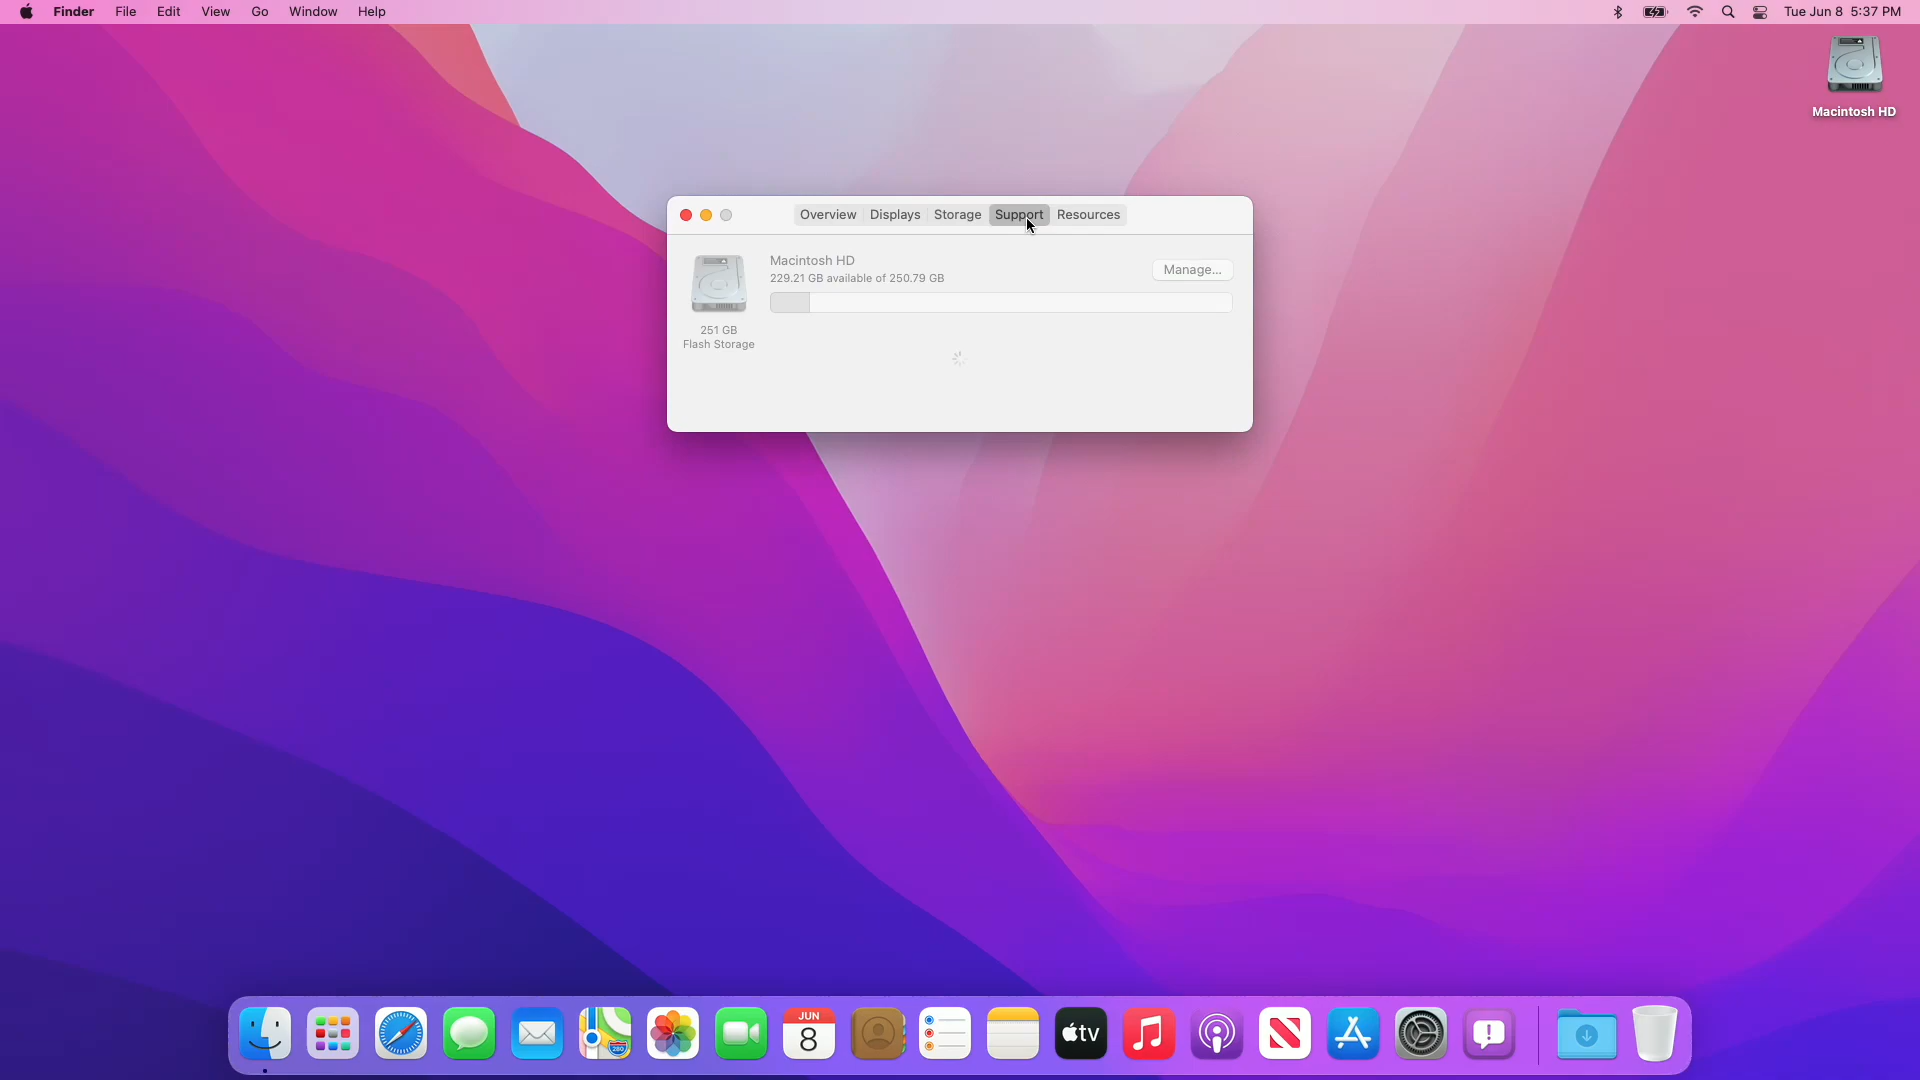 Finder File Edit View Go Window Help Tue Jun 8 5:37 PM
Macintosh HD
Overview Displays Storage Support Resources
Macintosh HD
229.21 GB available of 250.79 GB
Manage...
251 GB
Flash Storage
JUN
8
280
tv